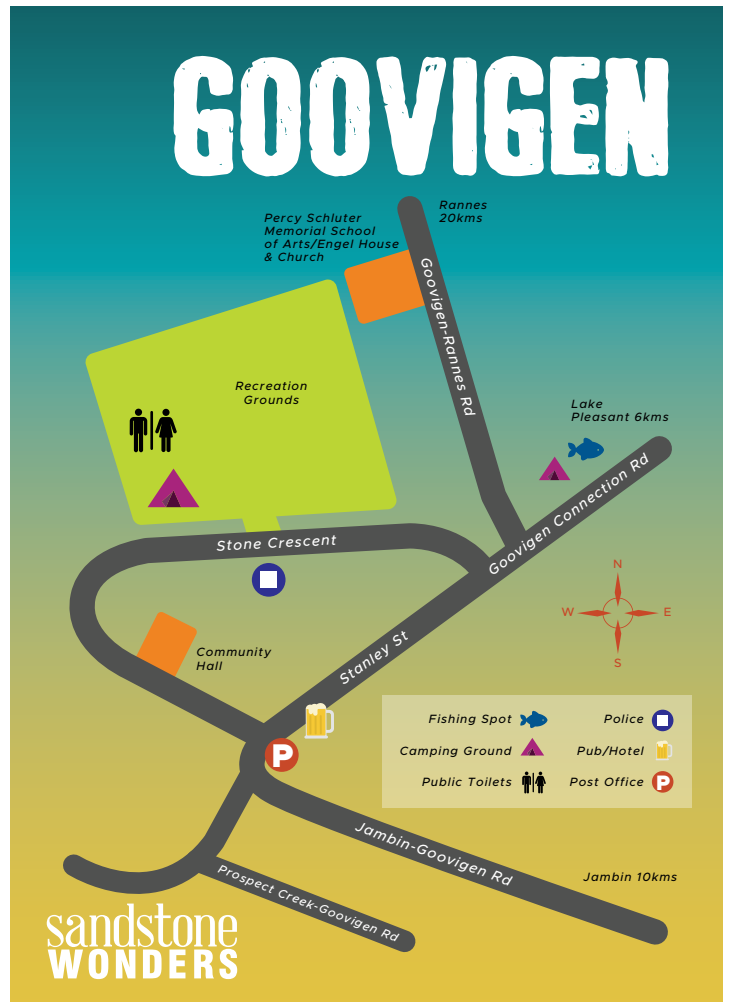 GOOVIGEN
Rannes
20kms
Percy Schluter
Memorial School
of Arts/Engel House
& Church
Goovigen-Rannes Rd
Recreation
Grounds
Lake
Pleasant 6kms
Goovigen Connection Rd
Stone Crescent
N
W
E
S
Community
Hall
Stanley St
Fishing Spot
Police
Camping Ground
Pub/Hotel
Public Toilets
Post Office
P
P
Jambin-Goovigen Rd
Jambin 10kms
Prospect Creek-Goovigen Rd
sandstone
WONDERS